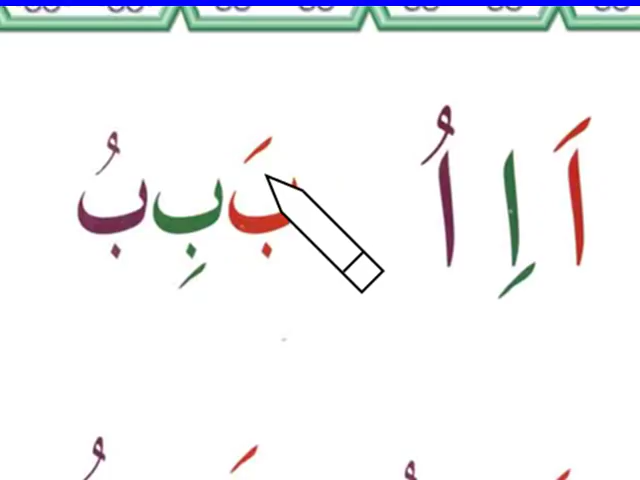 اَ اِ اُ بَ بِ بُ